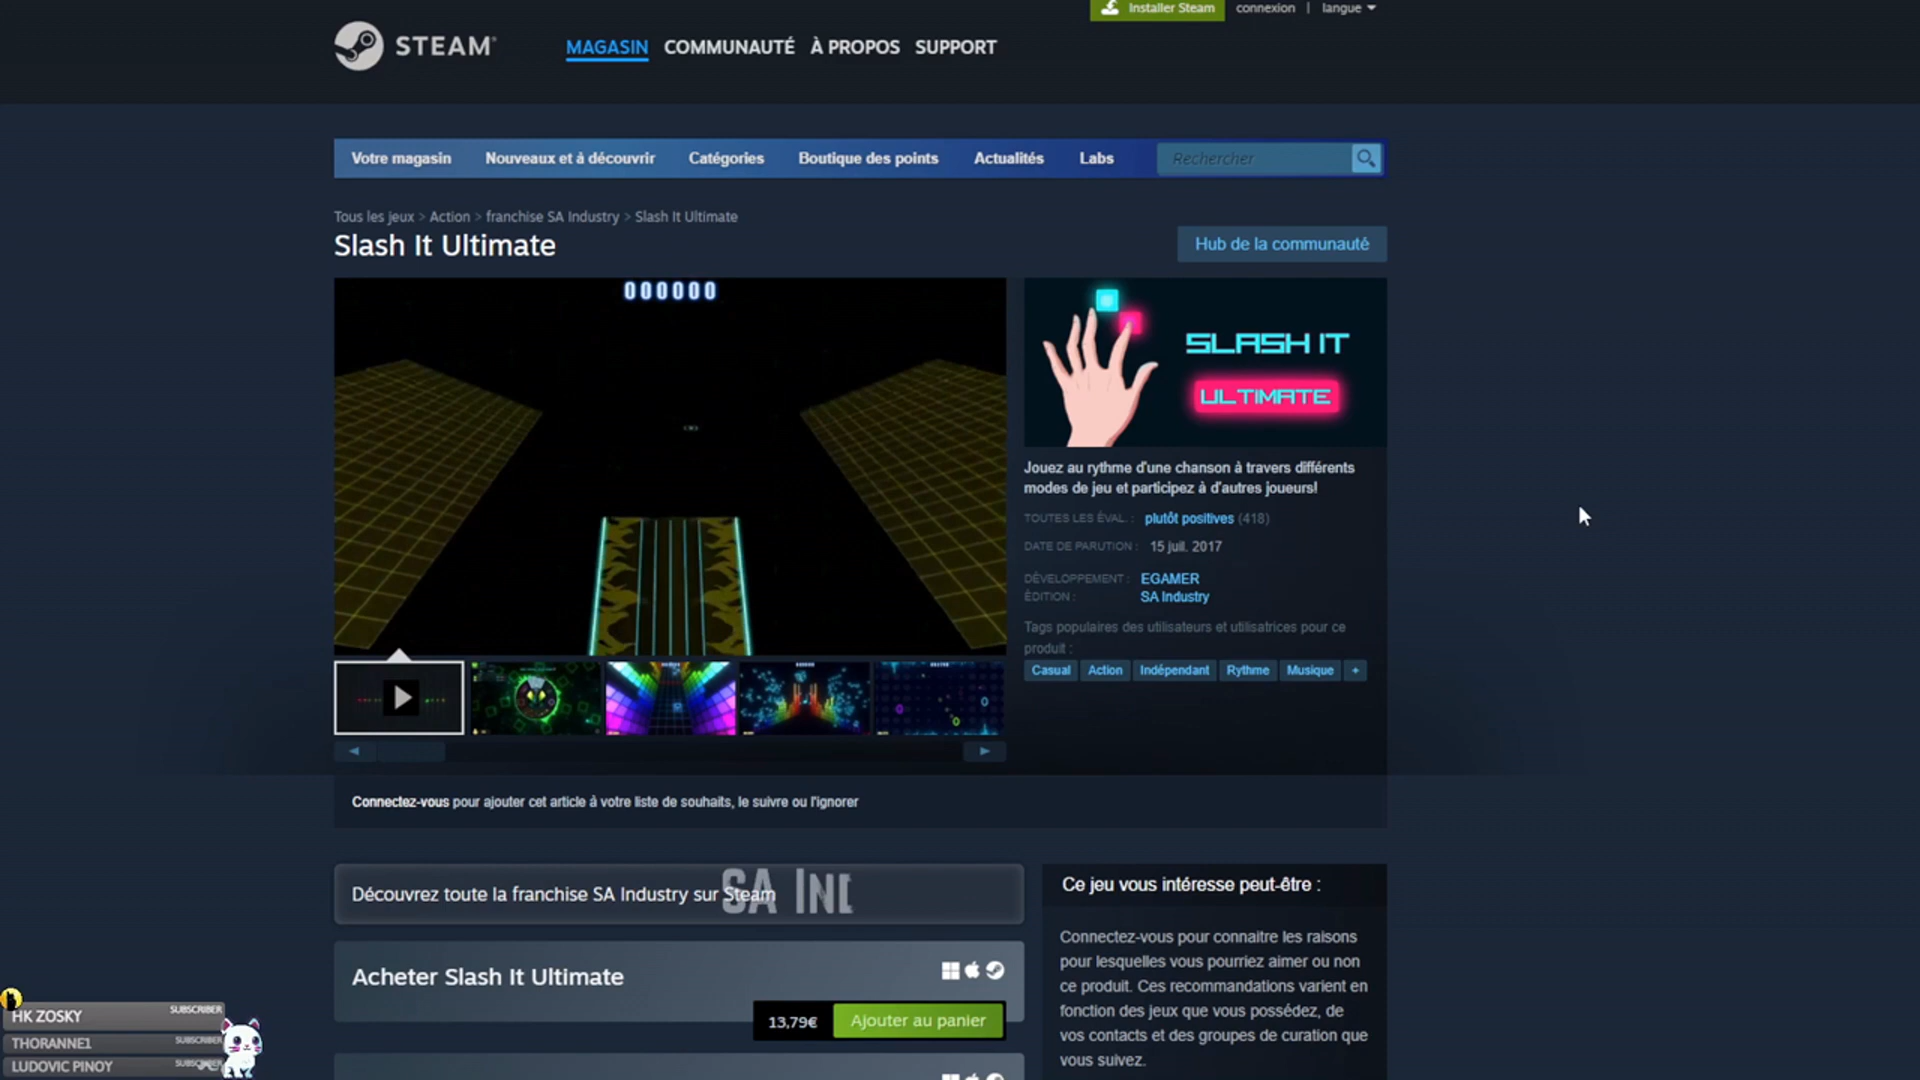 Installer Steam connexion | langue
STEAM® MAGASIN COMMUNAUTÉ À PROPOS SUPPORT
Votre magasin Nouveaux et à découvrir Catégories Boutique des points Actualités Labs Rechercher
Tous les jeux > Action > franchise SA Industry > Slash It Ultimate
Slash It Ultimate
Hub de la communauté
000000
SLASH IT
ULTIMATE
Jouez au rythme d'une chanson à travers différents
modes de jeu et participez à d'autres joueurs!
TOUTES LES ÉVAL. : plutôt positives (418)
DATE DE PARUTION : 15 juil. 2017
DÉVELOPPEMENT : EGAMER
ÉDITION : SA Industry
Tags populaires des utilisateurs et utilisatrices pour ce
produit :
Casual Action Indépendant Rythme Musique +
Connectez-vous pour ajouter cet article à votre liste de souhaits, le suivre ou l'ignorer
Découvrez toute la franchise SA Industry sur Steam
SA IND
Acheter Slash It Ultimate
13,79€ Ajouter au panier
Ce jeu vous intéresse peut-être :
Connectez-vous pour connaitre les raisons
pour lesquelles vous pourriez aimer ou non
ce produit. Ces recommandations varient en
fonction des jeux que vous possédez, de
vos contacts et des groupes de curation que
vous suivez.
HK ZOSKY SUBSCRIBER
THORANNE1 SUBSCRIBER
LUDOVIC PINOY SUBSCRIBER